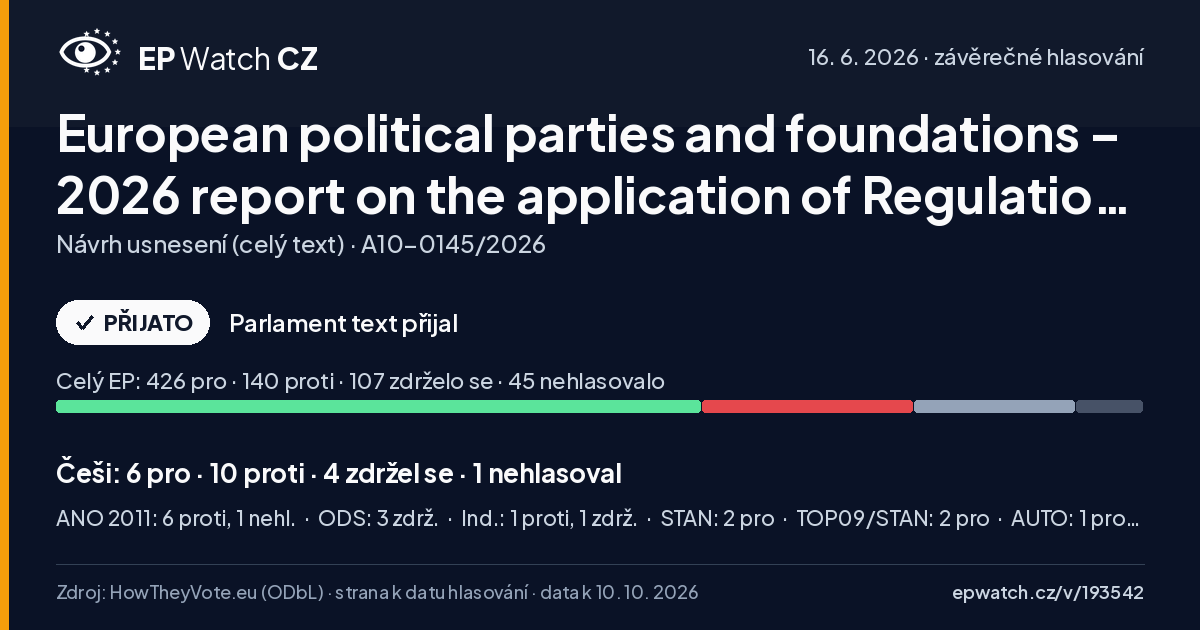 EP Watch CZ
16. 6. 2026 · závěrečné hlasování
European political parties and foundations –
2026 report on the application of Regulatio…
Návrh usnesení (celý text) · A10-0145/2026
✓ PŘIJATO
Parlament text přijal
Celý EP: 426 pro · 140 proti · 107 zdrželo se · 45 nehlasovalo
Češi: 6 pro · 10 proti · 4 zdržel se · 1 nehlasoval
ANO 2011: 6 proti, 1 nehl. · ODS: 3 zdrž. · Ind.: 1 proti, 1 zdrž. · STAN: 2 pro · TOP09/STAN: 2 pro · AUTO: 1 pro…
Zdroj: HowTheyVote.eu (ODbL) · strana k datu hlasování · data k 10. 10. 2026
epwatch.cz/v/193542